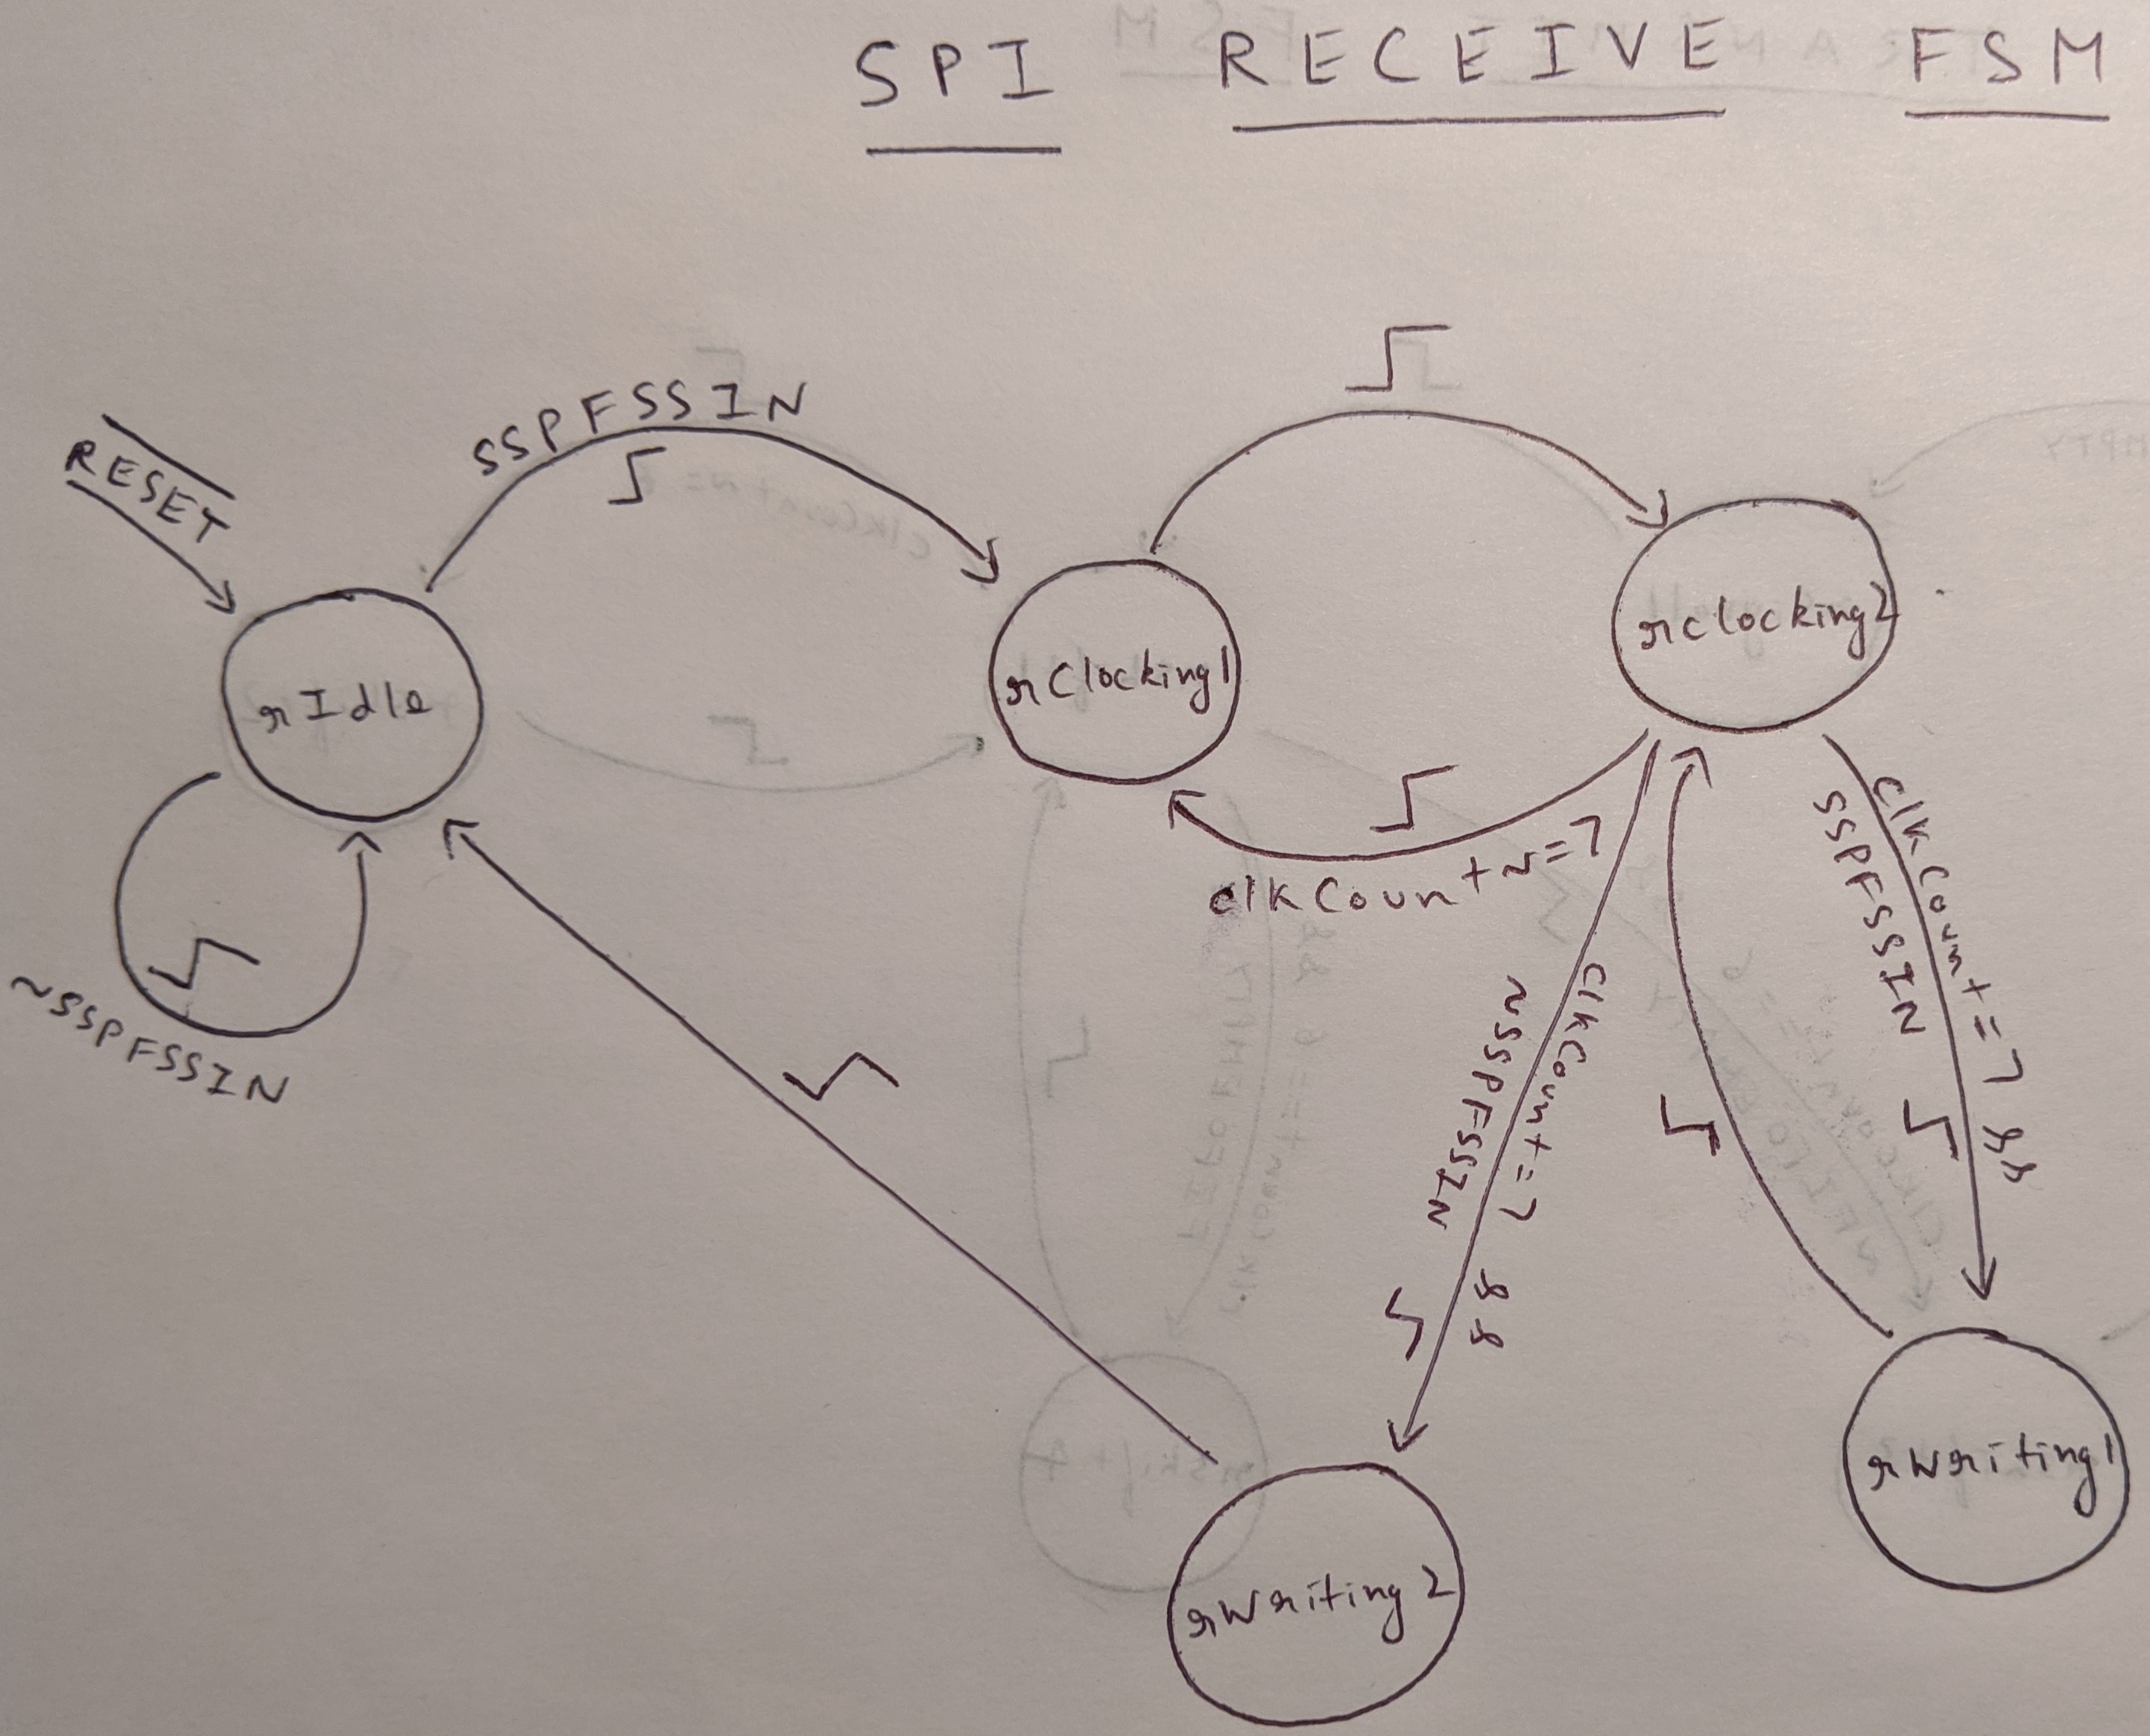 SPI RECEIVE FSM
RESET
SSPFSSIN
rIdle
rClocking1
rclocking2
~SSPFSSIN
clkCount ~= 7
clkCount = 7 &&
SSPFSSIN
clkCount = 7 &&
~SSPFSSIN
rWriting1
rWriting2